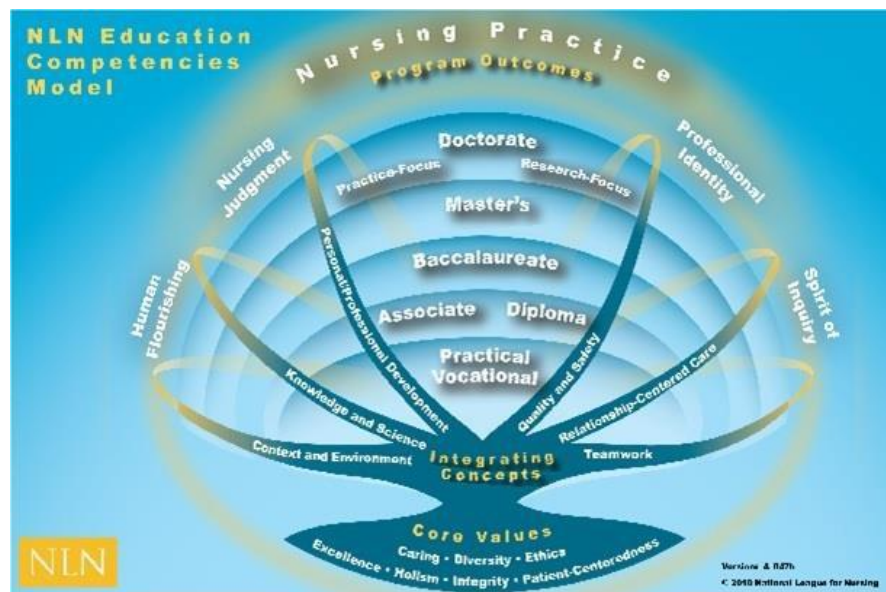 NLN Education
Competencies
Model
Nursing Practice
Program Outcomes
Nursing
Judgment
Professional
Identity
Human
Flourishing
Spirit of
Inquiry
Doctorate
Practice-Focus
Research-Focus
Master's
Baccalaureate
Associate
Diploma
Practical
Vocational
Personal/Professional Development
Quality and Safety
Knowledge and Science
Relationship-Centered Care
Context and Environment
Teamwork
Integrating
Concepts
Core Values
Caring • Diversity • Ethics
Excellence • Holism • Integrity • Patient-Centeredness
NLN
© 2010 National League for Nursing